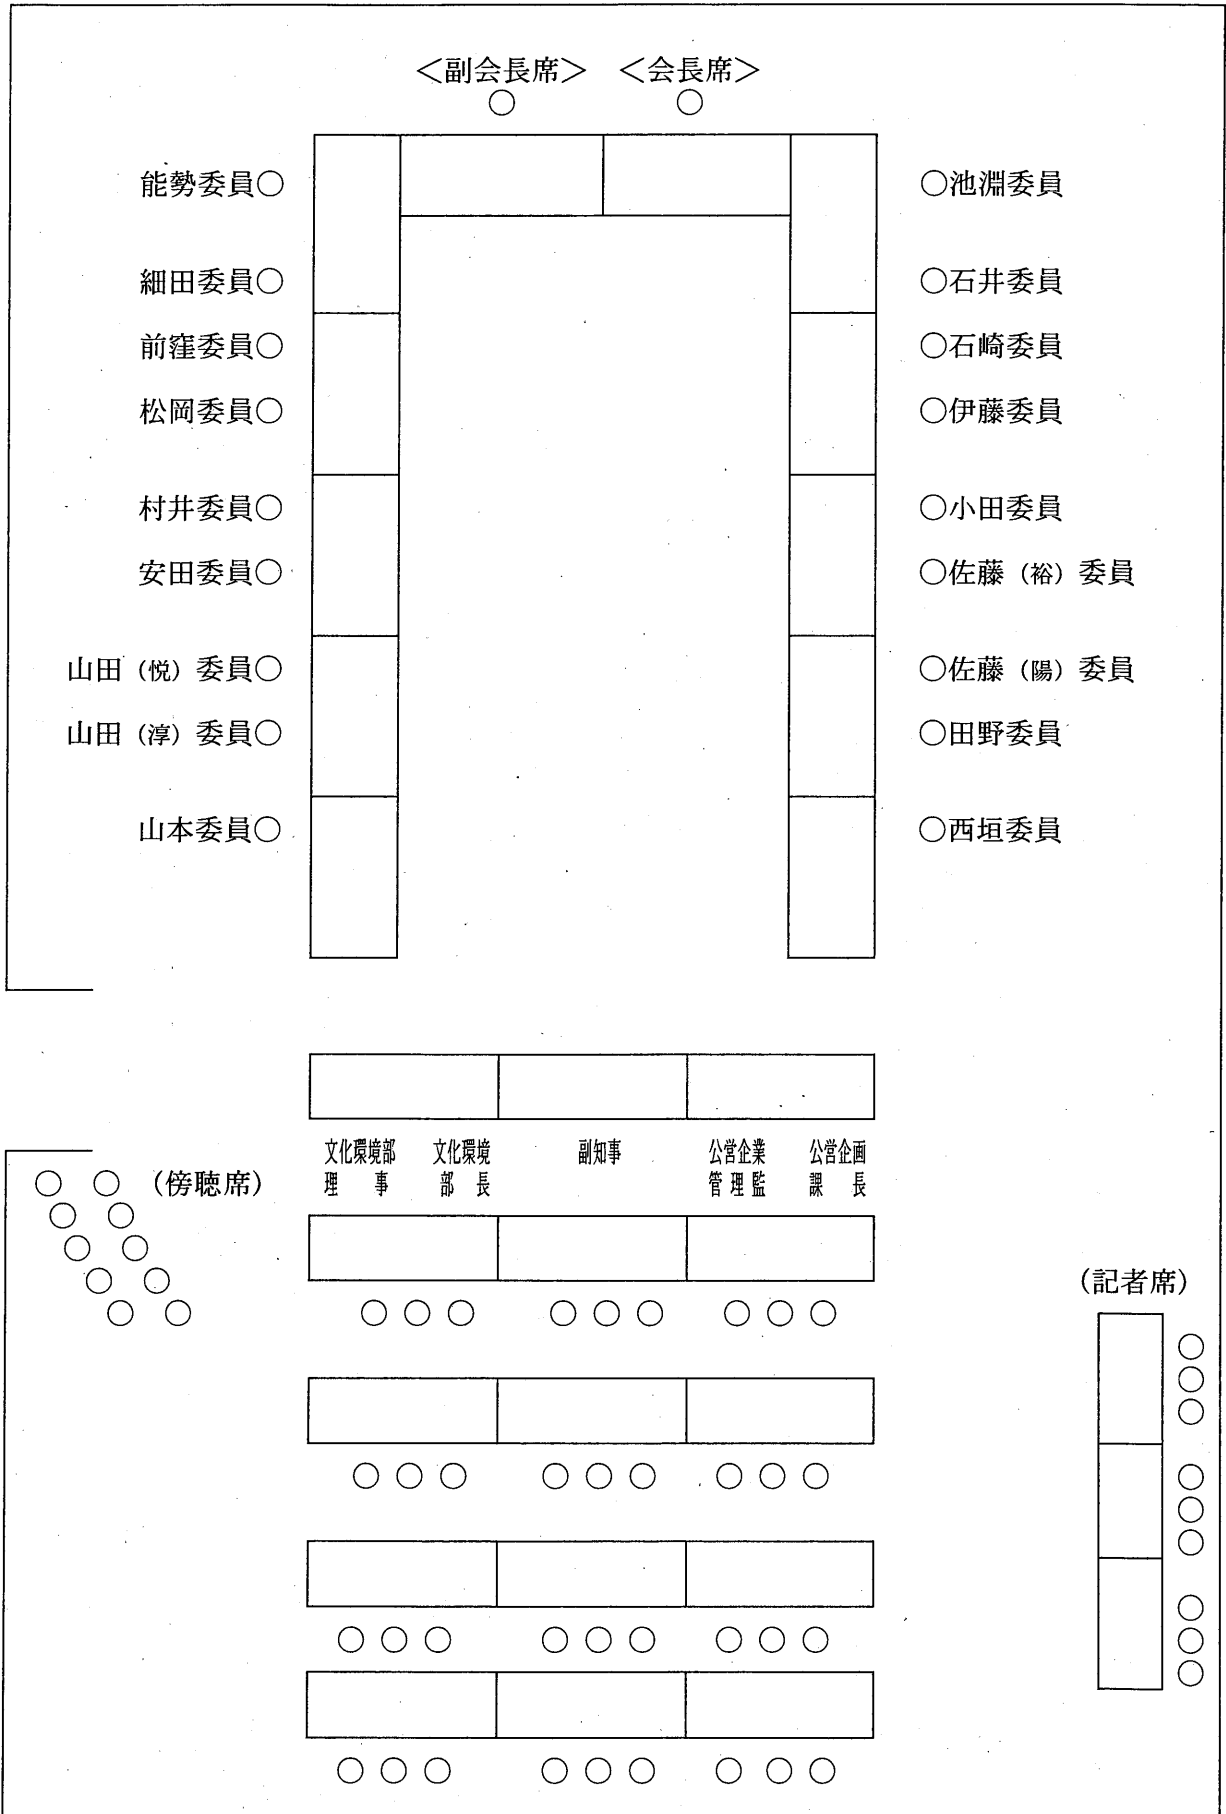 ＜副会長席＞　＜会長席＞
○　○
能勢委員○　○池淵委員
細田委員○　○石井委員
前窪委員○　○石崎委員
松岡委員○　○伊藤委員
村井委員○　○小田委員
安田委員○　○佐藤（裕）委員
山田（悦）委員○　○佐藤（陽）委員
山田（淳）委員○　○田野委員
山本委員○　○西垣委員
文化環境部　文化環境　副知事　公営企業　公営企画
理　事　部　長　管理監　課　長
（傍聴席）
（記者席）